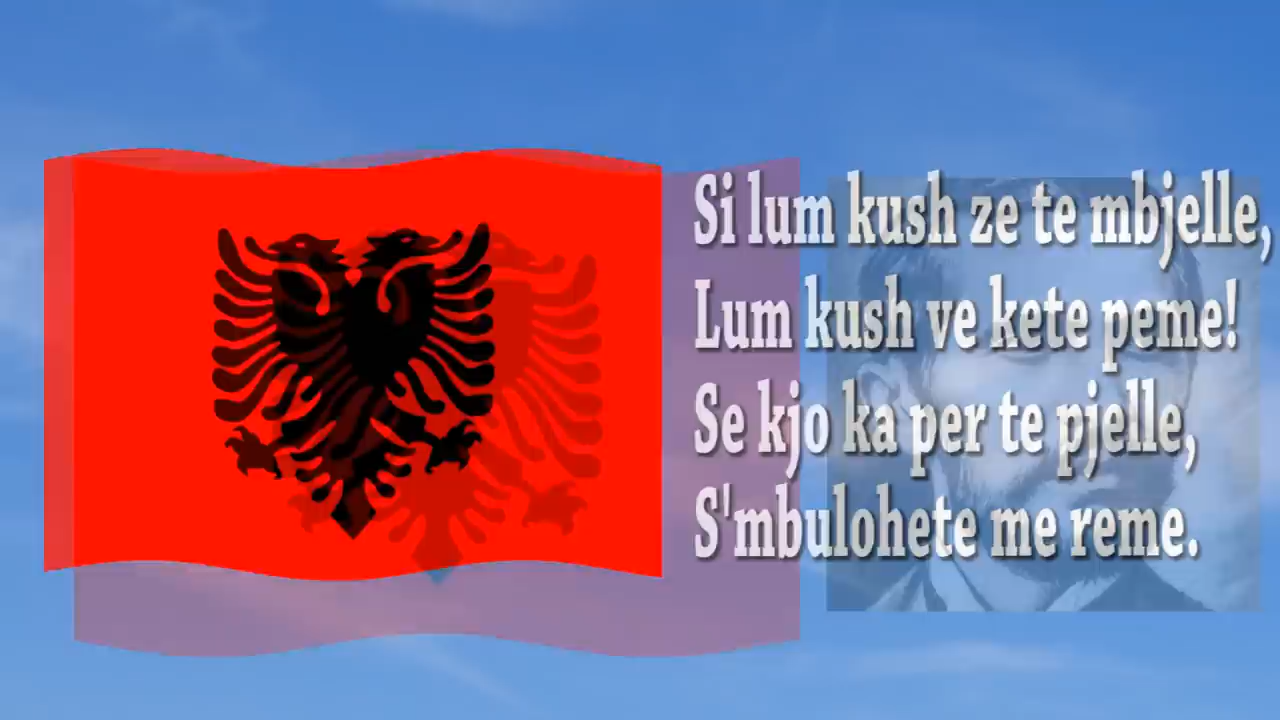 Si lum kush ze te mbjelle,
Lum kush ve kete peme!
Se kjo ka per te pjelle,
S'mbulohete me reme.